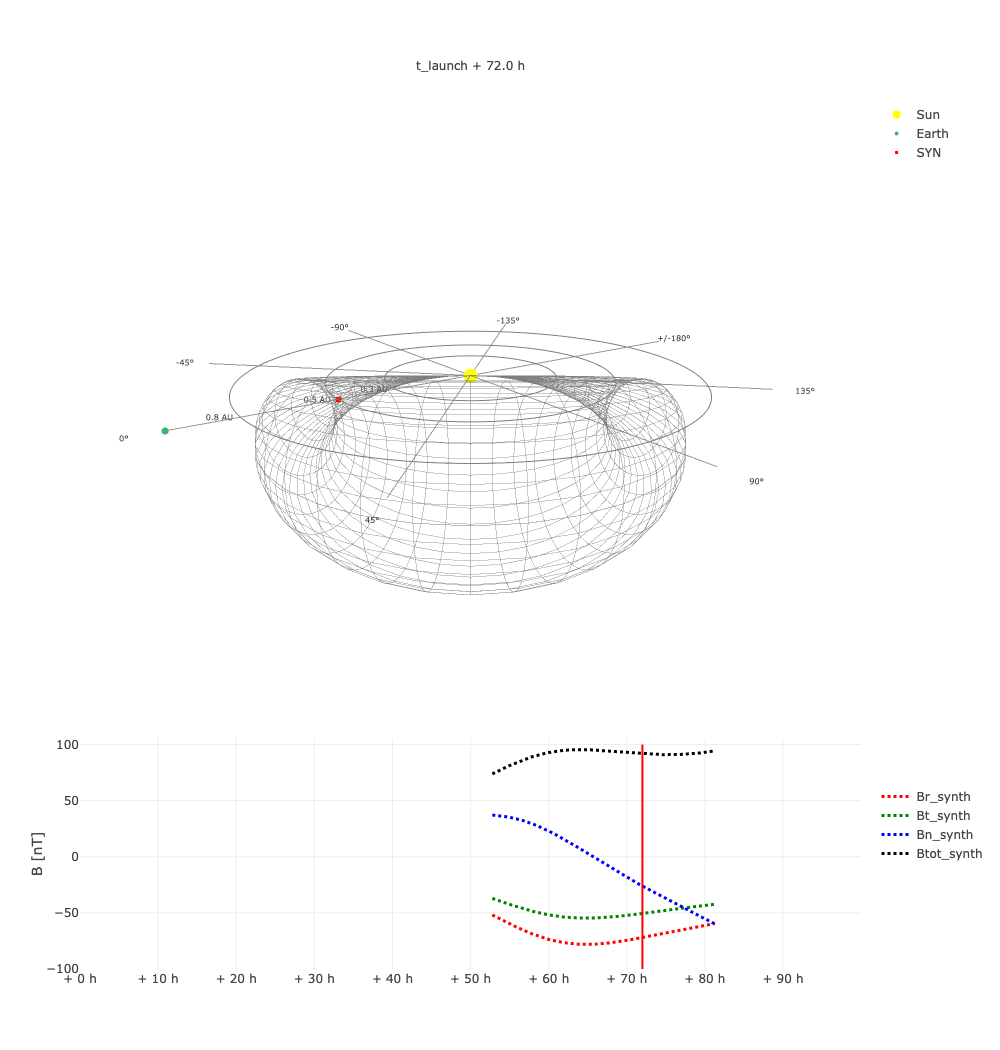 t_launch + 72.0 h
Sun
Earth
SYN
-135°
-90°
+/-180°
-45°
0.3 AU
135°
0.5 AU
0.8 AU
0°
90°
45°
100
50
0
−50
−100
B [nT]
+ 0 h
+ 10 h
+ 20 h
+ 30 h
+ 40 h
+ 50 h
+ 60 h
+ 70 h
+ 80 h
+ 90 h
Br_synth
Bt_synth
Bn_synth
Btot_synth